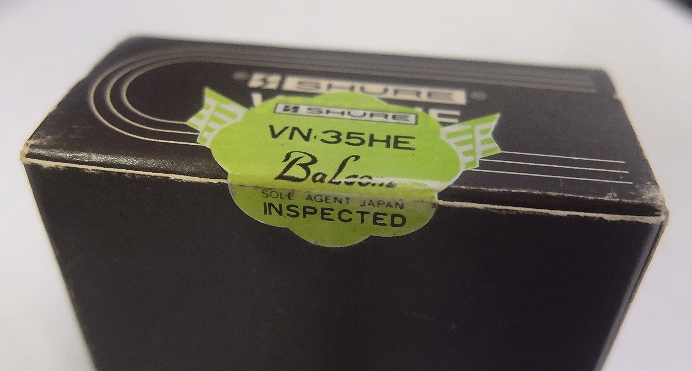 SHURE®
SHURE
VN·35HE
Balcom
SOLE AGENT JAPAN
INSPECTED